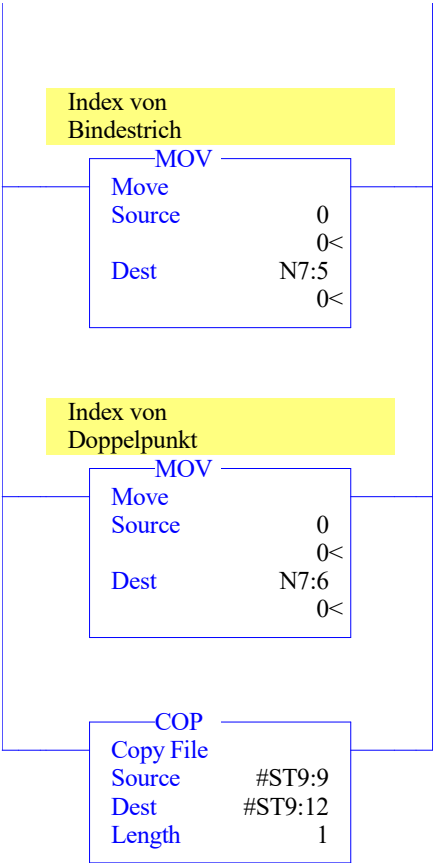 Index von
Bindestrich
MOV
Move
Source 0
0<
Dest N7:5
0<
Index von
Doppelpunkt
MOV
Move
Source 0
0<
Dest N7:6
0<
COP
Copy File
Source #ST9:9
Dest #ST9:12
Length 1